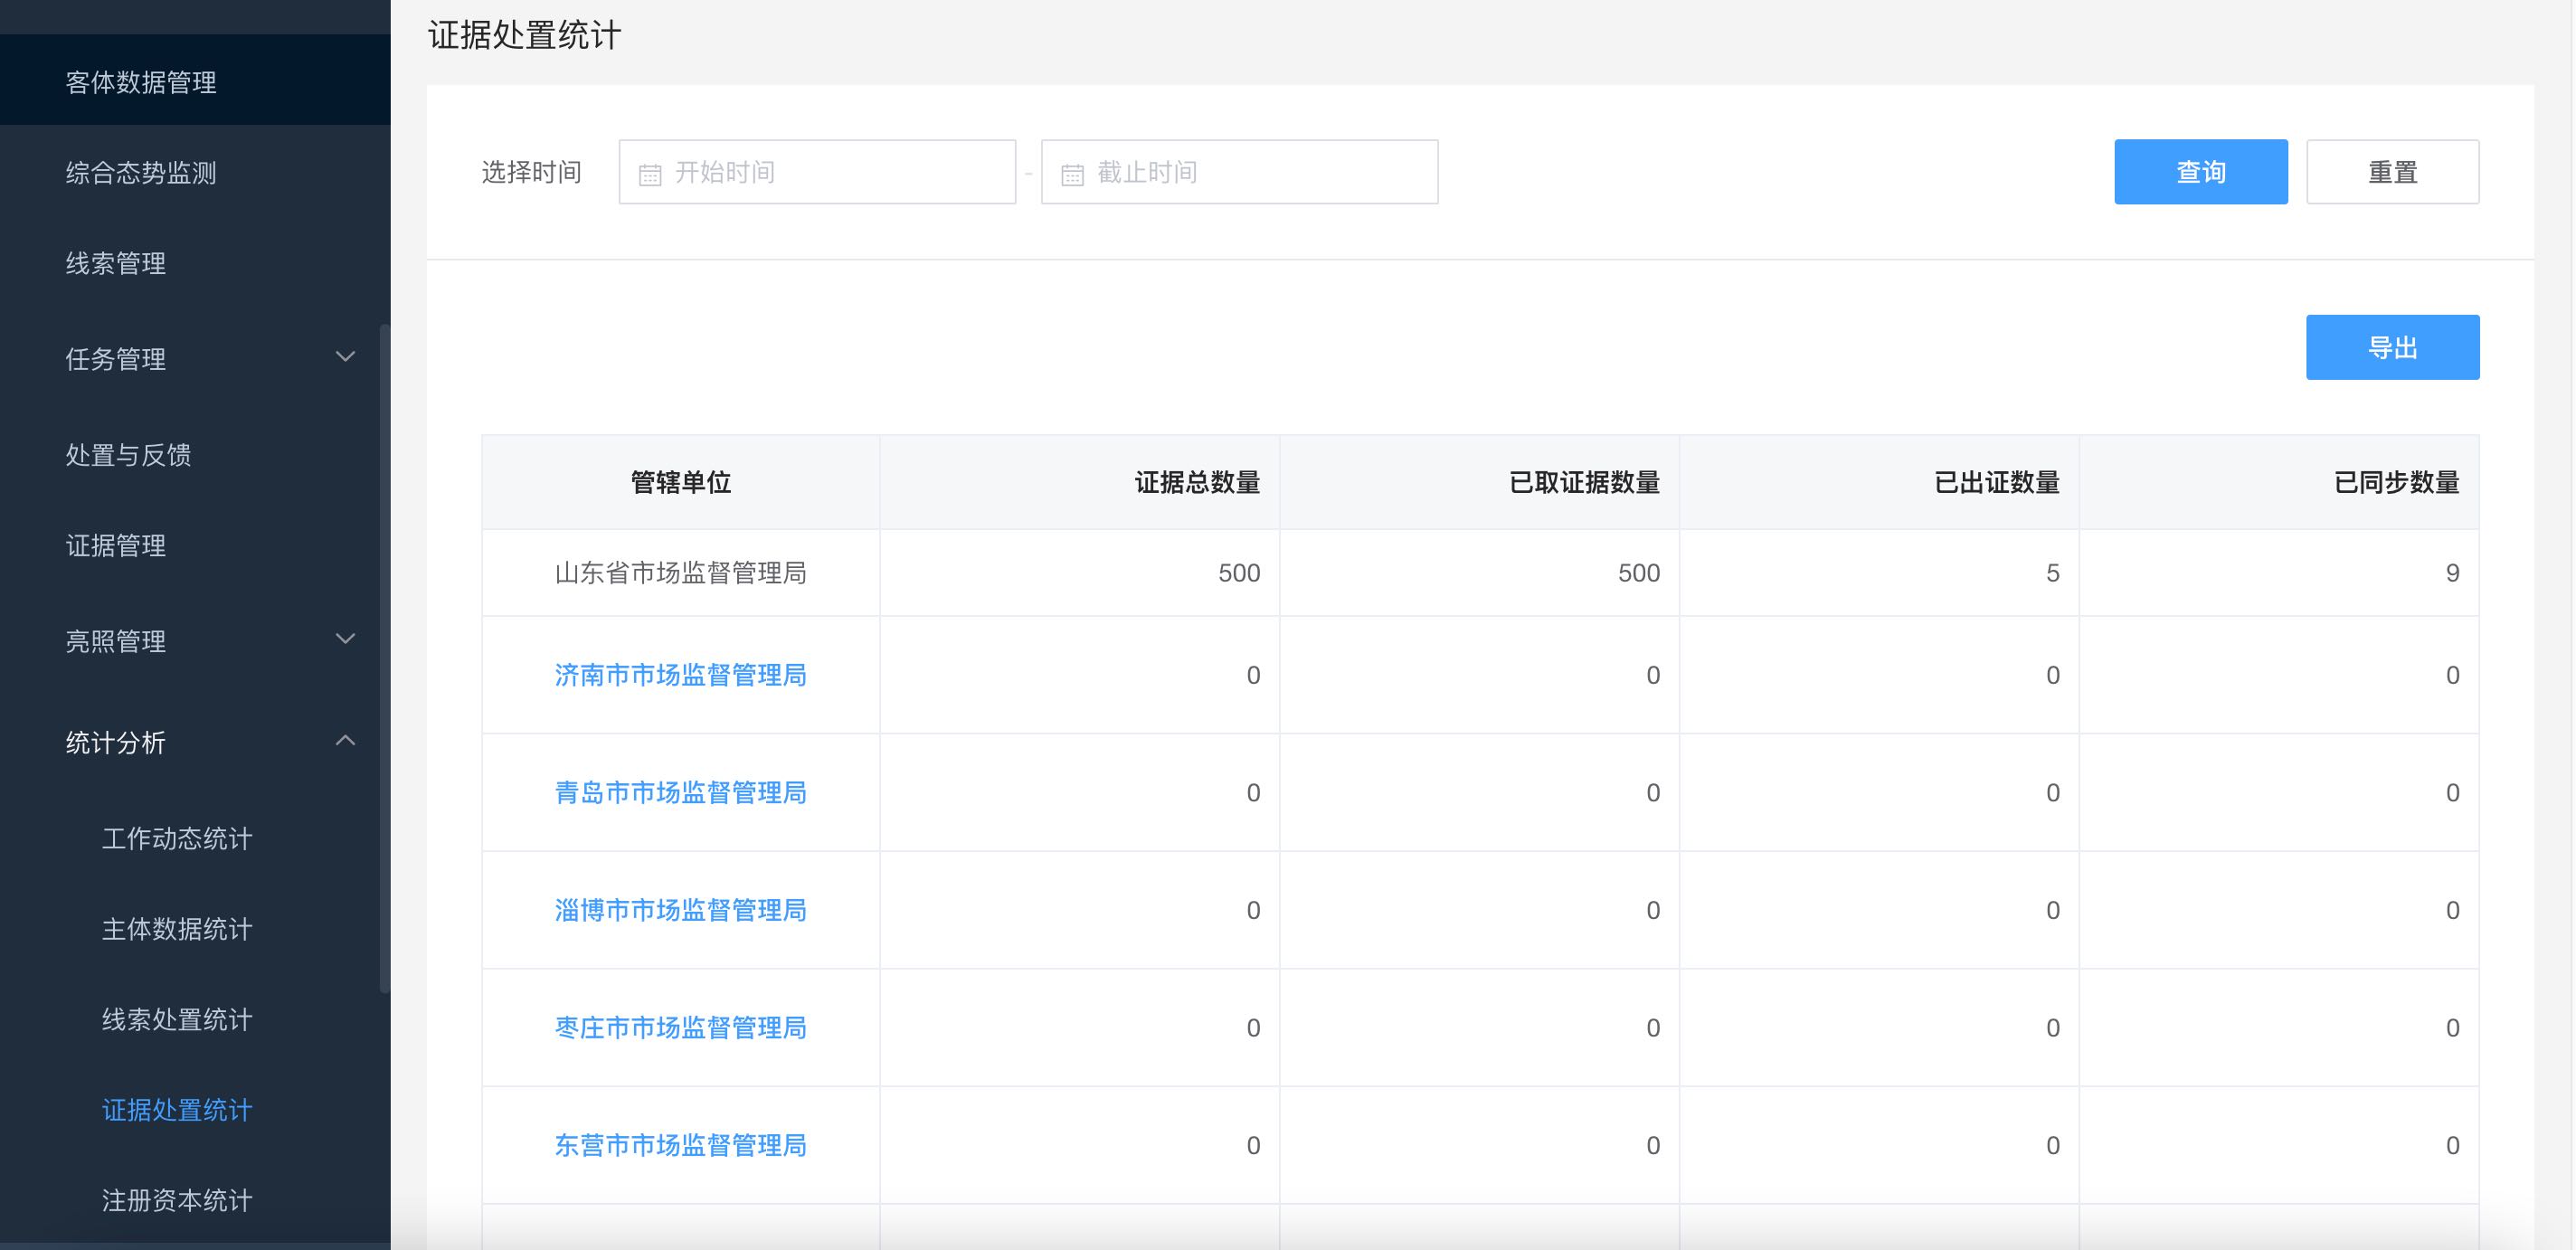 证据处置统计
客体数据管理
综合态势监测
线索管理
任务管理
处置与反馈
证据管理
亮照管理
统计分析
工作动态统计
主体数据统计
线索处置统计
证据处置统计
注册资本统计
选择时间 开始时间 - 截止时间 查询 重置
导出
管辖单位 证据总数量 已取证据数量 已出证数量 已同步数量
山东省市场监督管理局 500 500 5 9
济南市市场监督管理局 0 0 0 0
青岛市市场监督管理局 0 0 0 0
淄博市市场监督管理局 0 0 0 0
枣庄市市场监督管理局 0 0 0 0
东营市市场监督管理局 0 0 0 0